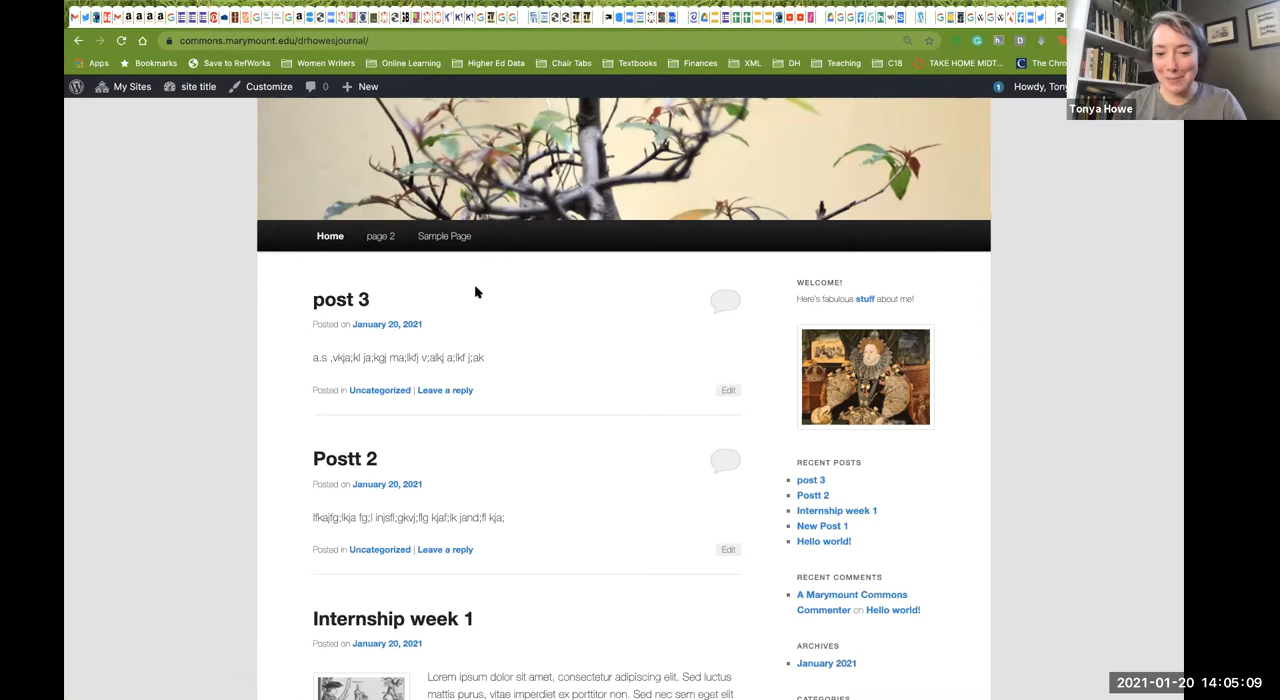 commons.marymount.edu/drhowesjournal/
Apps Bookmarks Save to RefWorks Women Writers Online Learning Higher Ed Data Chair Tabs Textbooks Finances XML DH Teaching C18 TAKE HOME MIDT... The Chro
My Sites site title Customize 0 New 1 Howdy, Tony
Tonya Howe
Home page 2 Sample Page
post 3
Posted on January 20, 2021
a.s ,vkja;kl ja;kgj ma;lkfj v;alkj a;lkf j;ak
Posted in Uncategorized | Leave a reply Edit
Postt 2
Posted on January 20, 2021
lfkajfg;lkja fg;l injsfl;gkvj;flg kjaf;lk jand;fl kja;
Posted in Uncategorized | Leave a reply Edit
Internship week 1
Posted on January 20, 2021
Lorem ipsum dolor sit amet, consectetur adipiscing elit. Sed luctus
mattis purus, vitae imperdiet ex porttitor non. Sed nec sem eget elit
WELCOME!
Here's fabulous stuff about me!
RECENT POSTS
post 3
Postt 2
Internship week 1
New Post 1
Hello world!
RECENT COMMENTS
A Marymount Commons
Commenter on Hello world!
ARCHIVES
January 2021
CATEGORIES
2021-01-20 14:05:09